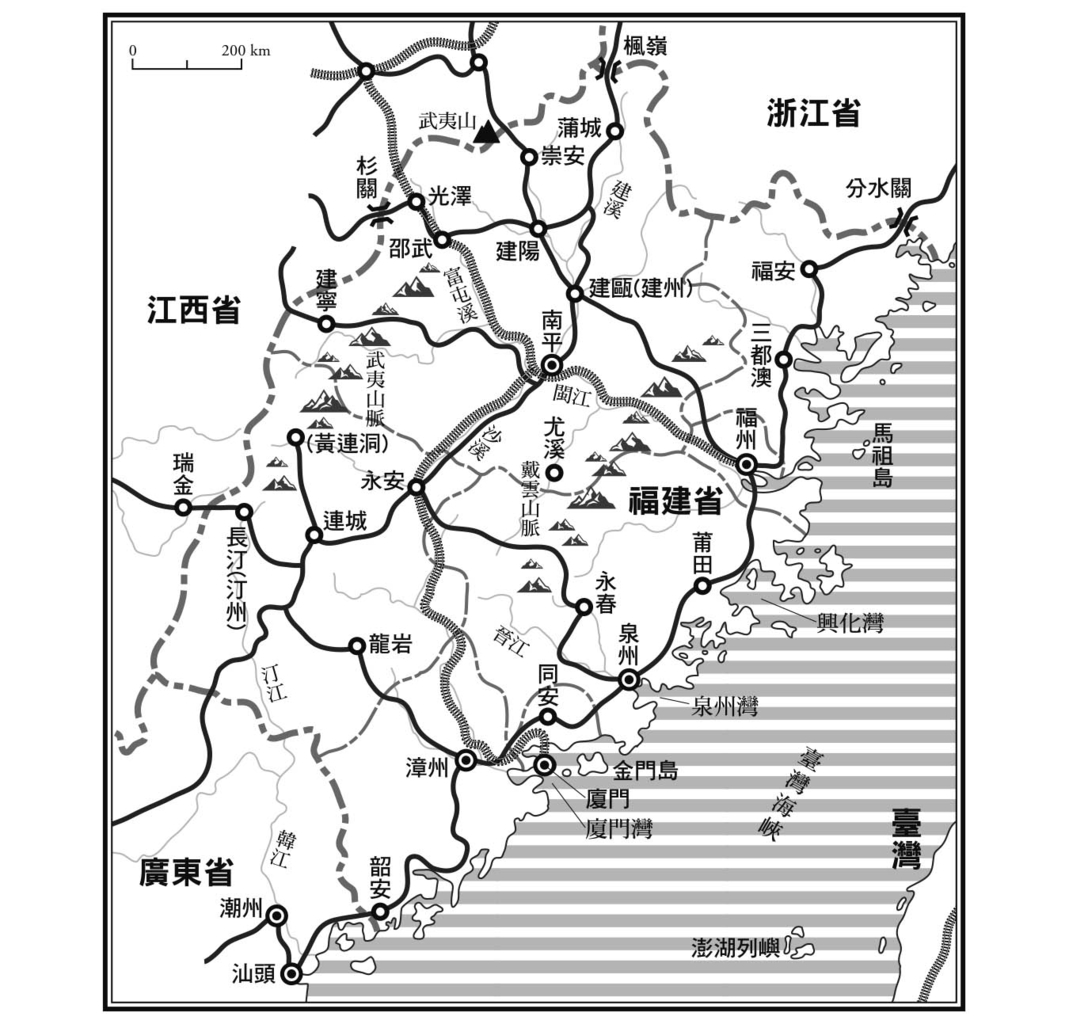 0
200 km
楓嶺
浙江省
武夷山
蒲城
崇安
杉關
光澤
建溪
分水關
邵武
建陽
福安
富屯溪
建甌(建州)
建寧
江西省
南平
三都澳
武夷山脈
閩江
福州
馬祖島
尤溪
沙溪
(黃連洞)
戴雲山脈
瑞金
永安
福建省
長汀(汀州)
連城
莆田
永春
興化灣
龍岩
晉江
泉州
汀江
同安
泉州灣
漳州
金門島
廈門
廈門灣
臺灣海峽
臺灣
韓江
廣東省
韶安
潮州
澎湖列嶼
汕頭